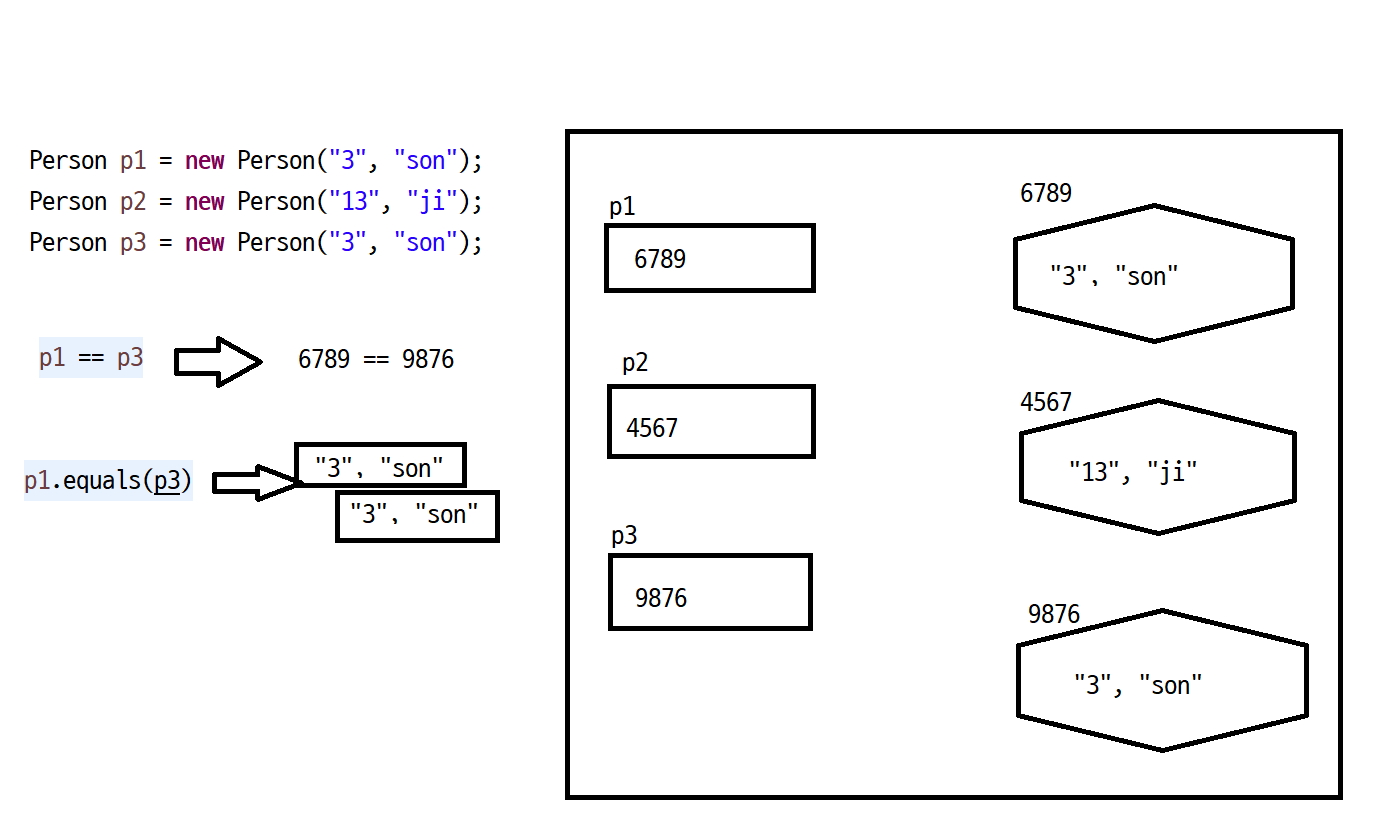 Person p1 = new Person("3", "son");
Person p2 = new Person("13", "ji");
Person p3 = new Person("3", "son");
p1 == p3
6789 == 9876
p1.equals(p3)
"3", "son"
"3", "son"
p1
6789
p2
4567
p3
9876
6789
"3", "son"
4567
"13", "ji"
9876
"3", "son"